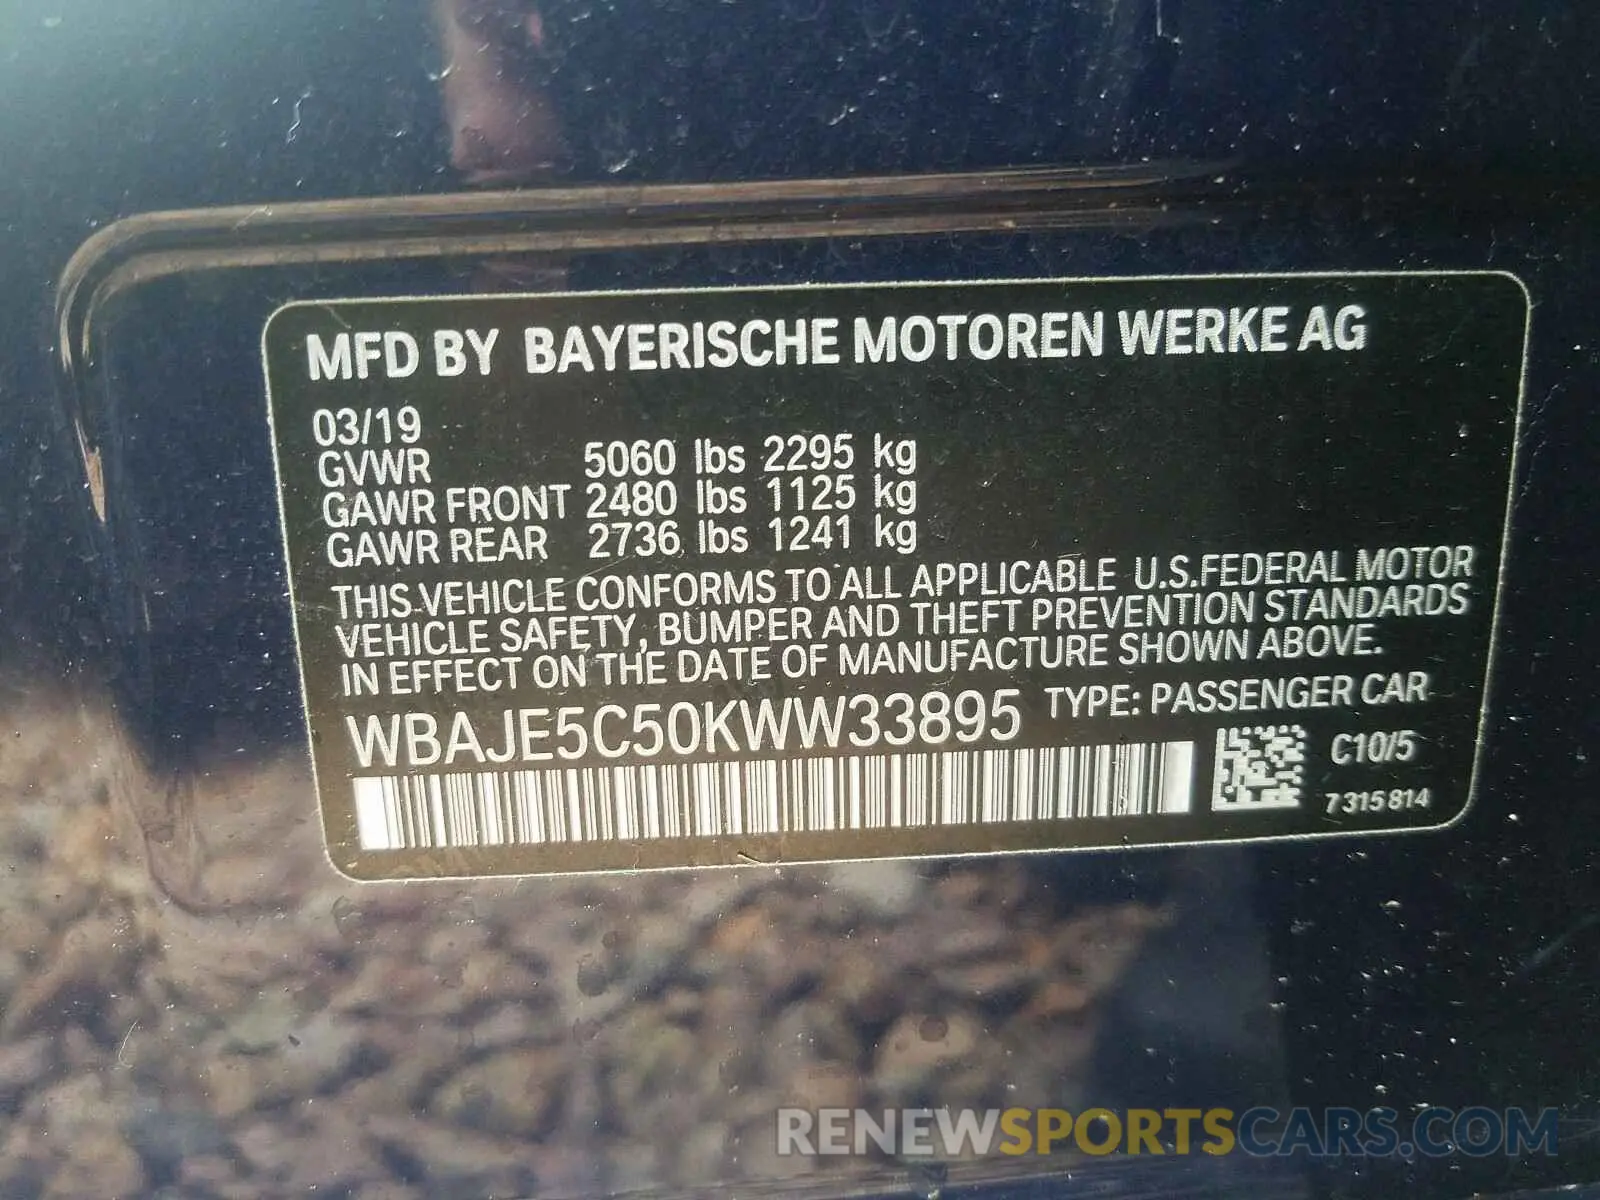 MFD BY BAYERISCHE MOTOREN WERKE AG
03/19
GVWR 5060 lbs 2295 kg
GAWR FRONT 2480 lbs 1125 kg
GAWR REAR 2736 lbs 1241 kg
THIS VEHICLE CONFORMS TO ALL APPLICABLE U.S.FEDERAL MOTOR
VEHICLE SAFETY, BUMPER AND THEFT PREVENTION STANDARDS
IN EFFECT ON THE DATE OF MANUFACTURE SHOWN ABOVE.
WBAJE5C50KWW33895 TYPE: PASSENGER CAR
C10/5
7315814
RENEWSPORTSCARS.COM